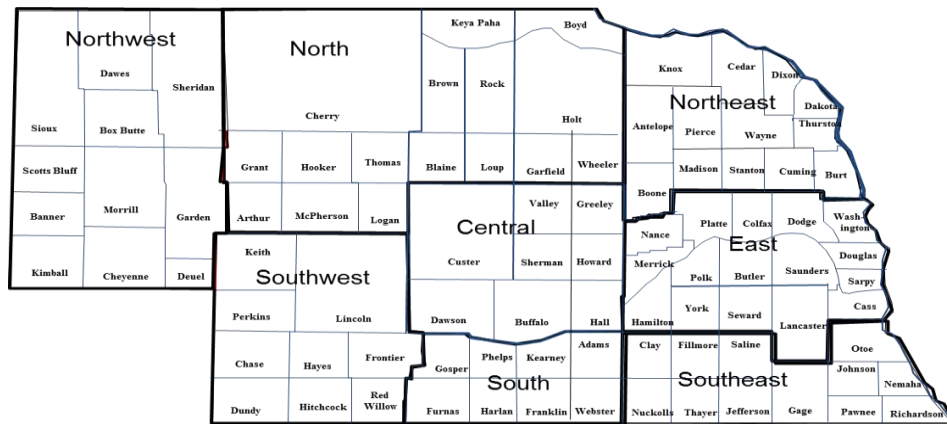 Keya Paha
Boyd
Northwest
North
Cedar
Knox
Dixon
Dawes
Sheridan
Brown
Rock
Northeast
Dakota
Cherry
Holt
Thurston
Sioux
Box Butte
Antelope
Pierce
Wayne
Scotts Bluff
Grant
Hooker
Thomas
Blaine
Loup
Garfield
Wheeler
Madison
Stanton
Cuming
Burt
Boone
Banner
Morrill
Garden
Arthur
McPherson
Logan
Valley
Greeley
Central
Platte
Colfax
Dodge
Wash-
ington
Nance
East
Keith
Southwest
Custer
Sherman
Howard
Merrick
Douglas
Kimball
Cheyenne
Deuel
Polk
Butler
Saunders
Sarpy
Perkins
Lincoln
Dawson
Buffalo
Hall
Hamilton
York
Seward
Lancaster
Cass
Chase
Hayes
Frontier
Gosper
Phelps
Kearney
Adams
Clay
Fillmore
Saline
Otoe
South
Southeast
Johnson
Nemaha
Dundy
Hitchcock
Red
Willow
Furnas
Harlan
Franklin
Webster
Nuckolls
Thayer
Jefferson
Gage
Pawnee
Richardson